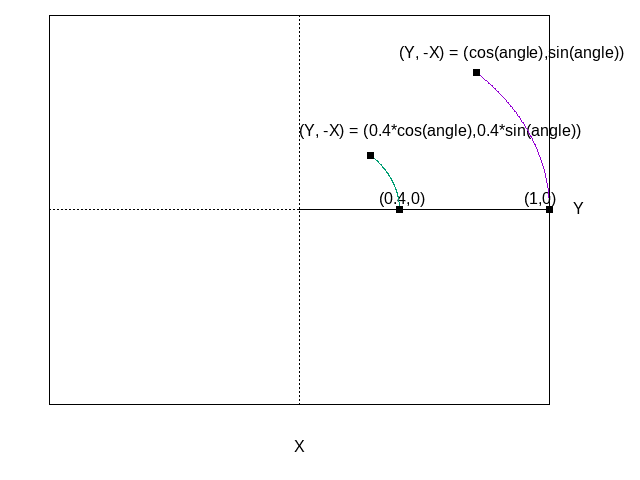 (Y, -X) = (cos(angle),sin(angle))
(Y, -X) = (0.4*cos(angle),0.4*sin(angle))
(0.4,0)
(1,0)
Y
X